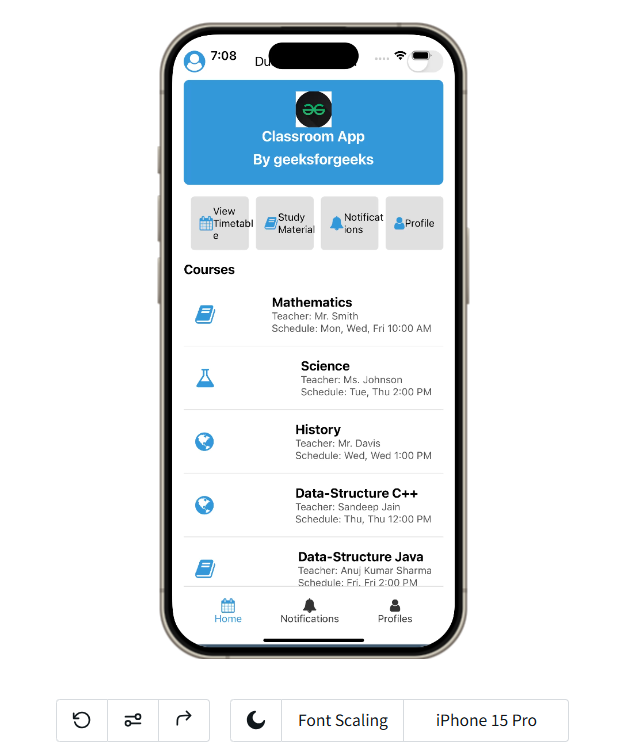 7:08
Du
Classroom App
By geeksforgeeks
View
Timetabl
e
Study
Material
Notificat
ions
Profile
Courses
Mathematics
Teacher: Mr. Smith
Schedule: Mon, Wed, Fri 10:00 AM
Science
Teacher: Ms. Johnson
Schedule: Tue, Thu 2:00 PM
History
Teacher: Mr. Davis
Schedule: Wed, Wed 1:00 PM
Data-Structure C++
Teacher: Sandeep Jain
Schedule: Thu, Thu 12:00 PM
Data-Structure Java
Teacher: Anuj Kumar Sharma
Schedule: Fri, Fri 2:00 PM
Home
Notifications
Profiles
Font Scaling
iPhone 15 Pro